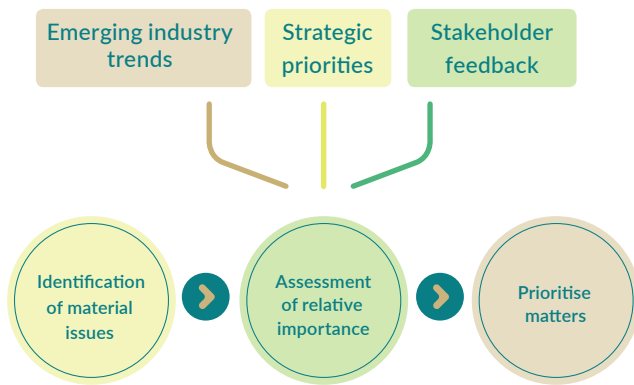 Emerging industry
trends
Strategic
priorities
Stakeholder
feedback
Identification
of material
issues
Assessment
of relative
importance
Prioritise
matters